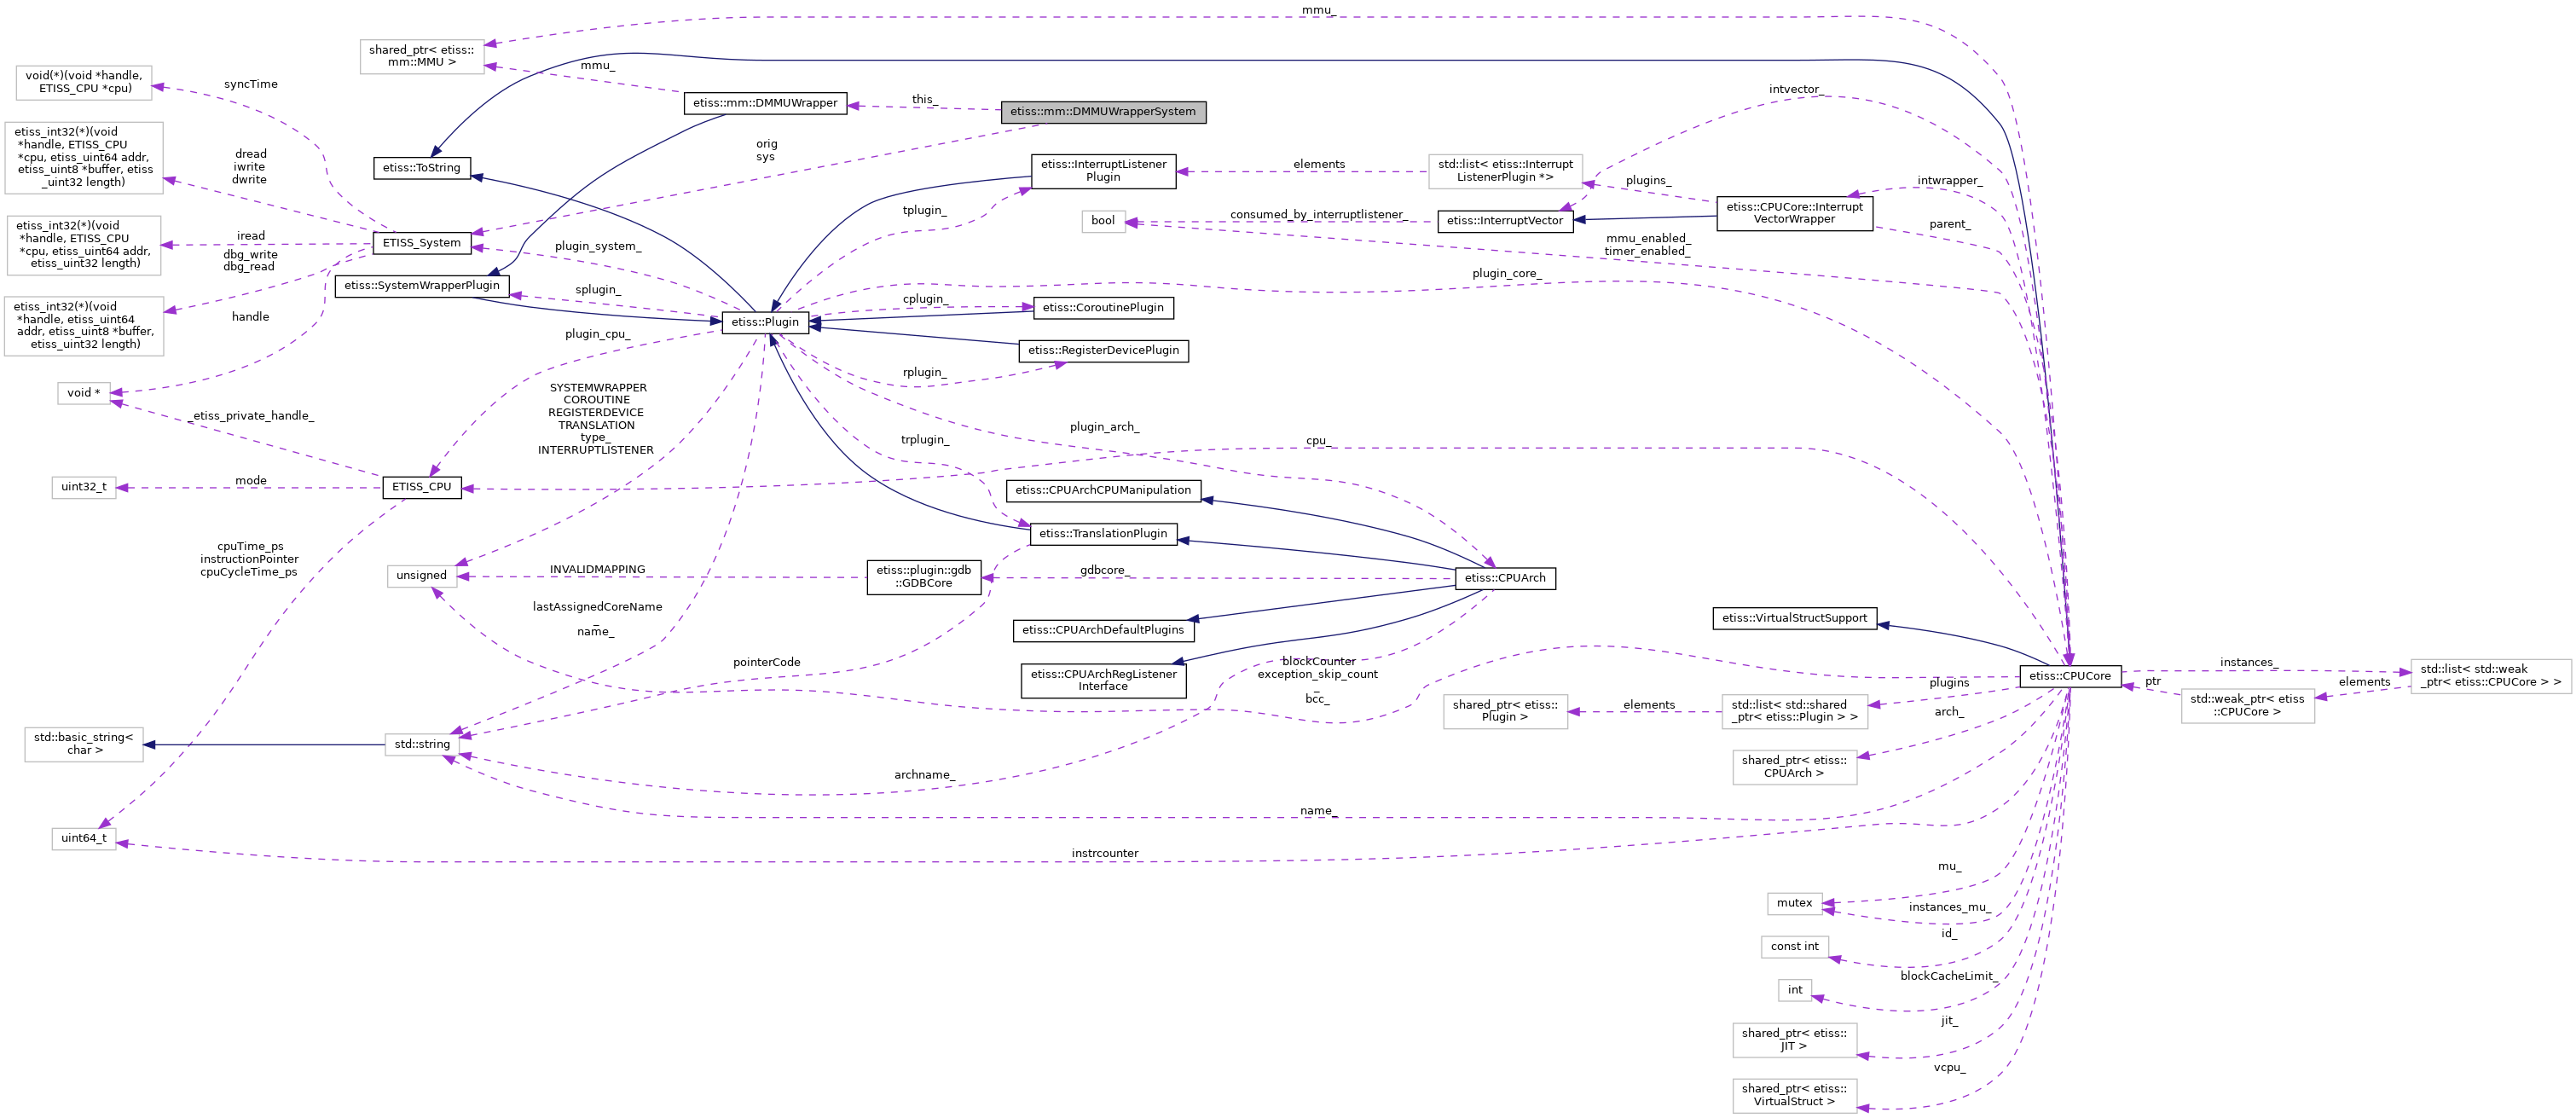 mmu_
shared_ptr< etiss::
mm::MMU >
mmu_
void(*)(void *handle,
ETISS_CPU *cpu)
syncTime
etiss::mm::DMMUWrapper
this_
etiss::mm::DMMUWrapperSystem
intvector_
etiss_int32(*)(void
*handle, ETISS_CPU
*cpu, etiss_uint64 addr,
etiss_uint8 *buffer, etiss
_uint32 length)
dread
iwrite
dwrite
etiss::ToString
orig
sys
etiss::InterruptListener
Plugin
elements
std::list< etiss::Interrupt
ListenerPlugin *>
plugins_
intwrapper_
etiss::CPUCore::Interrupt
VectorWrapper
parent_
tplugin_
bool
consumed_by_interruptlistener_
etiss::InterruptVector
etiss_int32(*)(void
*handle, ETISS_CPU
*cpu, etiss_uint64 addr,
etiss_uint32 length)
iread
dbg_write
dbg_read
ETISS_System
plugin_system_
mmu_enabled_
timer_enabled_
etiss::SystemWrapperPlugin
splugin_
plugin_core_
etiss_int32(*)(void
*handle, etiss_uint64
addr, etiss_uint8 *buffer,
etiss_uint32 length)
handle
cplugin_
etiss::CoroutinePlugin
etiss::Plugin
plugin_cpu_
etiss::RegisterDevicePlugin
rplugin_
void *
_etiss_private_handle_
SYSTEMWRAPPER
COROUTINE
REGISTERDEVICE
TRANSLATION
type_
INTERRUPTLISTENER
trplugin_
plugin_arch_
cpu_
uint32_t
mode
ETISS_CPU
etiss::CPUArchCPUManipulation
etiss::TranslationPlugin
cpuTime_ps
instructionPointer
cpuCycleTime_ps
unsigned
INVALIDMAPPING
etiss::plugin::gdb
::GDBCore
gdbcore_
etiss::CPUArch
lastAssignedCoreName
_
name_
etiss::CPUArchDefaultPlugins
etiss::VirtualStructSupport
pointerCode
etiss::CPUArchRegListener
Interface
blockCounter
exception_skip_count
_
bcc_
etiss::CPUCore
instances_
std::list< std::weak
_ptr< etiss::CPUCore > >
elements
ptr
std::weak_ptr< etiss
::CPUCore >
plugins
shared_ptr< etiss::
Plugin >
elements
std::list< std::shared
_ptr< etiss::Plugin > >
arch_
std::basic_string<
char >
std::string
shared_ptr< etiss::
CPUArch >
archname_
name_
uint64_t
instrcounter
mu_
mutex
instances_mu_
id_
const int
blockCacheLimit_
int
jit_
shared_ptr< etiss::
JIT >
vcpu_
shared_ptr< etiss::
VirtualStruct >